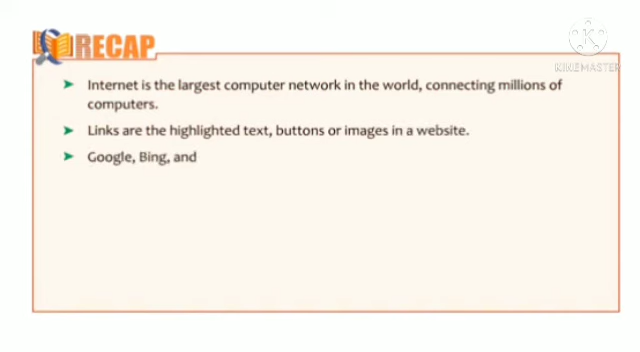 RECAP
KINEMASTER
Internet is the largest computer network in the world, connecting millions of
computers.
Links are the highlighted text, buttons or images in a website.
Google, Bing, and